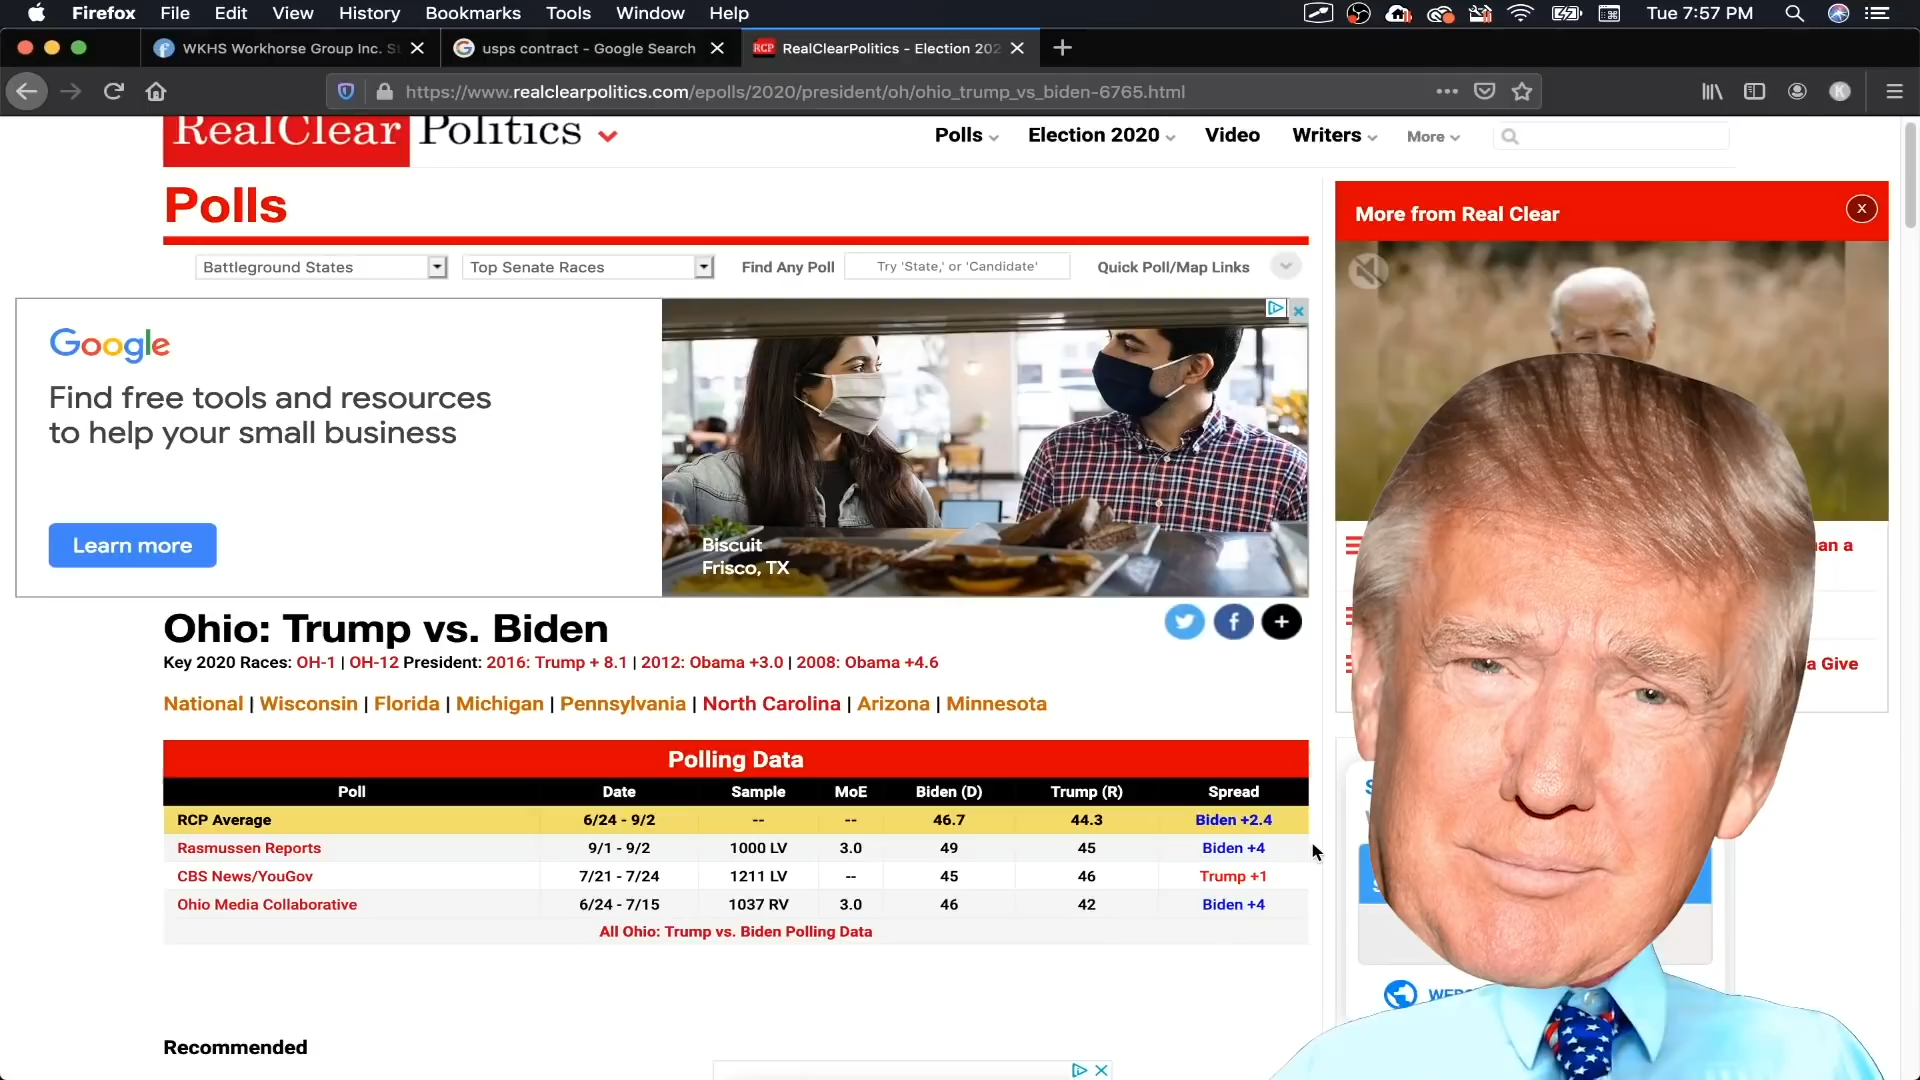 Firefox File Edit View History Bookmarks Tools Window Help Tue 7:57 PM
WKHS Workhorse Group Inc. S usps contract - Google Search RCP RealClearPolitics - Election 202
https://www.realclearpolitics.com/epolls/2020/president/oh/ohio_trump_vs_biden-6765.html K
RealClear Politics Polls Election 2020 Video Writers More
Polls
More from Real Clear X
Battleground States Top Senate Races Find Any Poll Try 'State,' or 'Candidate' Quick Poll/Map Links
Google
Find free tools and resources
to help your small business
Learn more
Biscuit
Frisco, TX
an a
a Give
Ohio: Trump vs. Biden
Key 2020 Races: OH-1 | OH-12 President: 2016: Trump + 8.1 | 2012: Obama +3.0 | 2008: Obama +4.6
National | Wisconsin | Florida | Michigan | Pennsylvania | North Carolina | Arizona | Minnesota
Polling Data
Poll Date Sample MoE Biden (D) Trump (R) Spread
RCP Average 6/24 - 9/2 -- -- 46.7 44.3 Biden +2.4
Rasmussen Reports 9/1 - 9/2 1000 LV 3.0 49 45 Biden +4
CBS News/YouGov 7/21 - 7/24 1211 LV -- 45 46 Trump +1
Ohio Media Collaborative 6/24 - 7/15 1037 RV 3.0 46 42 Biden +4
All Ohio: Trump vs. Biden Polling Data
Recommended